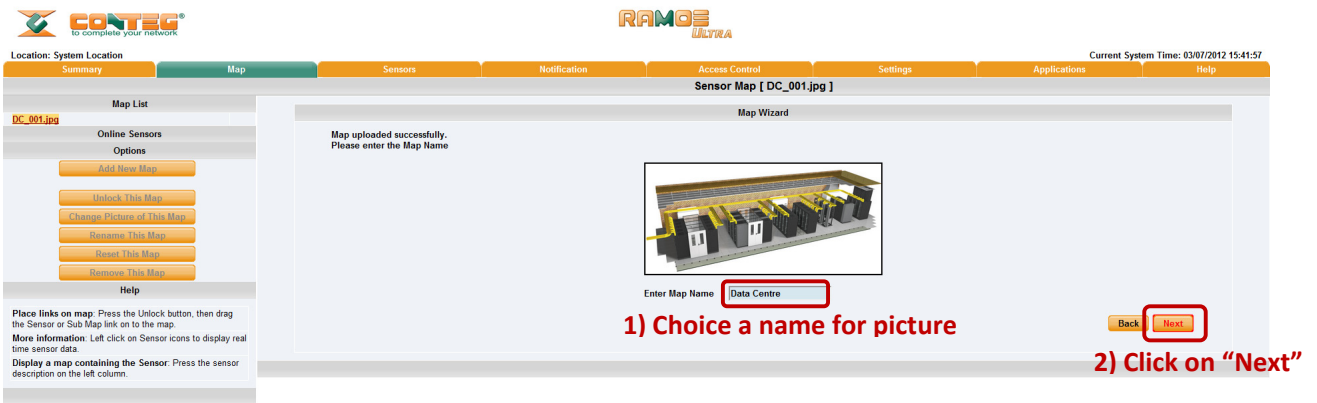 CONTEG®
to complete your network
RAMOS
ULTRA
Location: System Location
Current System Time: 03/07/2012 15:41:57
Summary Map Sensors Notification Access Control Settings Applications Help
Sensor Map [ DC_001.jpg ]
Map List
DC_001.jpg
Online Sensors
Options
Add New Map
Unlock This Map
Change Picture of This Map
Rename This Map
Reset This Map
Remove This Map
Help
Place links on map: Press the Unlock button, then drag
the Sensor or Sub Map link on to the map.
More information: Left click on Sensor icons to display real
time sensor data.
Display a map containing the Sensor: Press the sensor
description on the left column.
Map Wizard
Map uploaded successfully.
Please enter the Map Name
Enter Map Name Data Centre
1) Choice a name for picture
Back Next
2) Click on “Next”